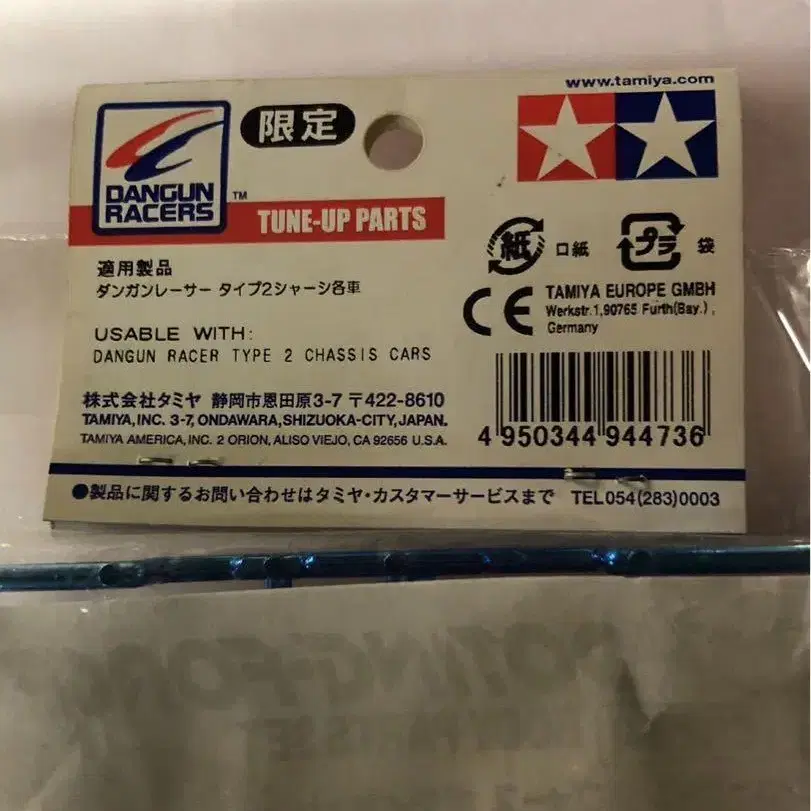 www.tamiya.com
限定
DANGUN
RACERS™
TUNE-UP PARTS
紙 口紙 プラ 袋
適用製品
ダンガンレーサー タイプ2シャーシ各車
CE TAMIYA EUROPE GMBH
Werkstr.1,90765 Furth(Bay.),
Germany
USABLE WITH:
DANGUN RACER TYPE 2 CHASSIS CARS
株式会社タミヤ 静岡市恩田原3-7 〒422-8610
TAMIYA, INC. 3-7, ONDAWARA, SHIZUOKA-CITY, JAPAN.
TAMIYA AMERICA, INC. 2 ORION, ALISO VIEJO, CA 92656 U.S.A.
4 950344 944736
●製品に関するお問い合わせはタミヤ・カスタマーサービスまで TEL054(283)0003